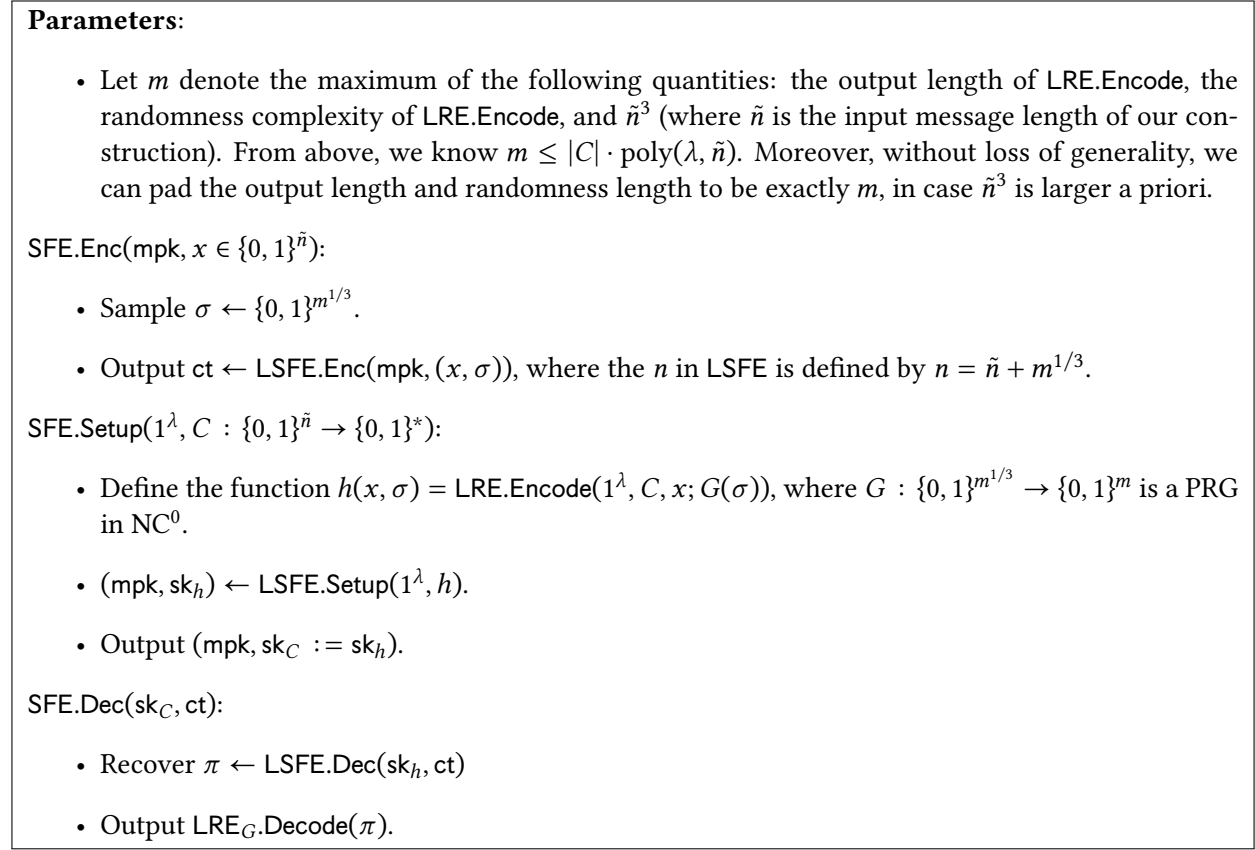 Parameters:
• Let m denote the maximum of the following quantities: the output length of LRE.Encode, the
randomness complexity of LRE.Encode, and ñ³ (where ñ is the input message length of our con-
struction). From above, we know m ≤ |C| · poly(λ, ñ). Moreover, without loss of generality, we
can pad the output length and randomness length to be exactly m, in case ñ³ is larger a priori.
SFE.Enc(mpk, x ∈ {0, 1}^ñ):
• Sample σ ← {0, 1}^{m^{1/3}}.
• Output ct ← LSFE.Enc(mpk, (x, σ)), where the n in LSFE is defined by n = ñ + m^{1/3}.
SFE.Setup(1^λ, C : {0, 1}^ñ → {0, 1}^*):
• Define the function h(x, σ) = LRE.Encode(1^λ, C, x; G(σ)), where G : {0, 1}^{m^{1/3}} → {0, 1}^m is a PRG
in NC⁰.
• (mpk, sk_h) ← LSFE.Setup(1^λ, h).
• Output (mpk, sk_C := sk_h).
SFE.Dec(sk_C, ct):
• Recover π ← LSFE.Dec(sk_h, ct)
• Output LRE_G.Decode(π).